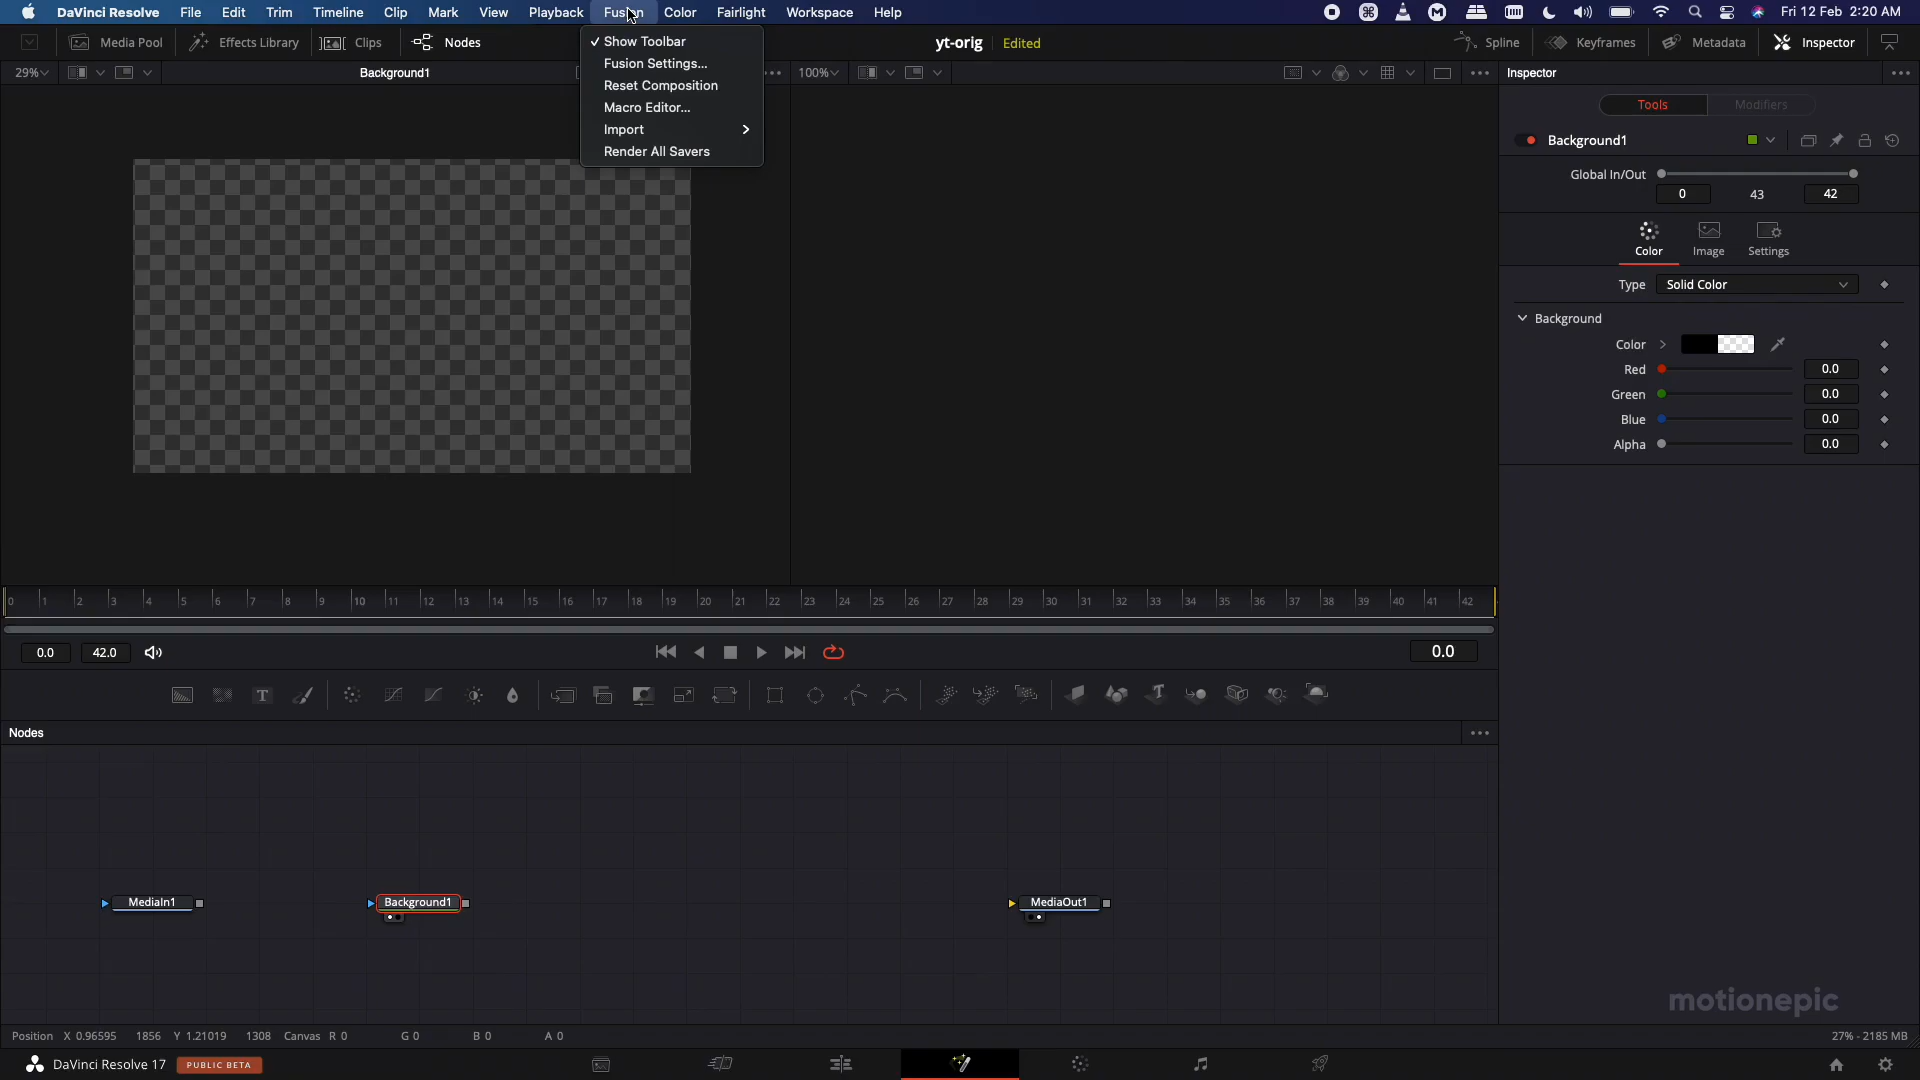 DaVinci Resolve File Edit Trim Timeline Clip Mark View Playback Fusion Color Fairlight Workspace Help Fri 12 Feb 2:20 AM
Media Pool Effects Library Clips Nodes yt-orig Edited Spline Keyframes Metadata Inspector
29% Background1 100% Inspector
✓ Show Toolbar
Fusion Settings...
Reset Composition
Macro Editor...
Import
Render All Savers
Tools Modifiers
Background1
Global In/Out
0 43 42
Color Image Settings
Type Solid Color
Background
Color
Red 0.0
Green 0.0
Blue 0.0
Alpha 0.0
0 1 2 3 4 5 6 7 8 9 10 11 12 13 14 15 16 17 18 19 20 21 22 23 24 25 26 27 28 29 30 31 32 33 34 35 36 37 38 39 40 41 42
0.0 42.0 0.0
Nodes
MediaIn1 Background1 MediaOut1
motionepic
Position X 0.96595 1856 Y 1.21019 1308 Canvas R 0 G 0 B 0 A 0 27% - 2185 MB
DaVinci Resolve 17 PUBLIC BETA